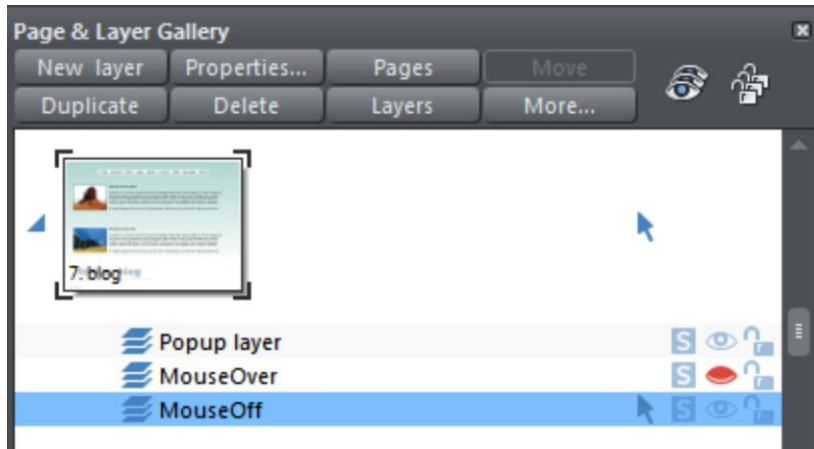 Page & Layer Gallery
New layer Properties... Pages Move
Duplicate Delete Layers More...
7: blog
Popup layer S
MouseOver S
MouseOff S